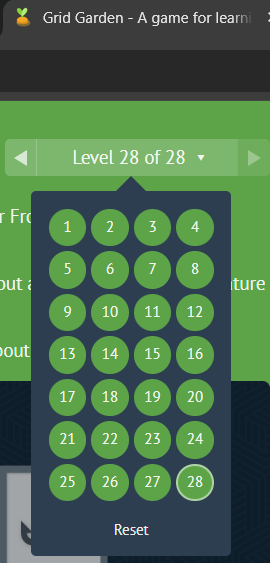 Grid Garden - A game for learni
Level 28 of 28
r Fro
1 2 3 4
5 6 7 8
out a
ture
9 10 11 12
bout
13 14 15 16
17 18 19 20
21 22 23 24
25 26 27 28
Reset